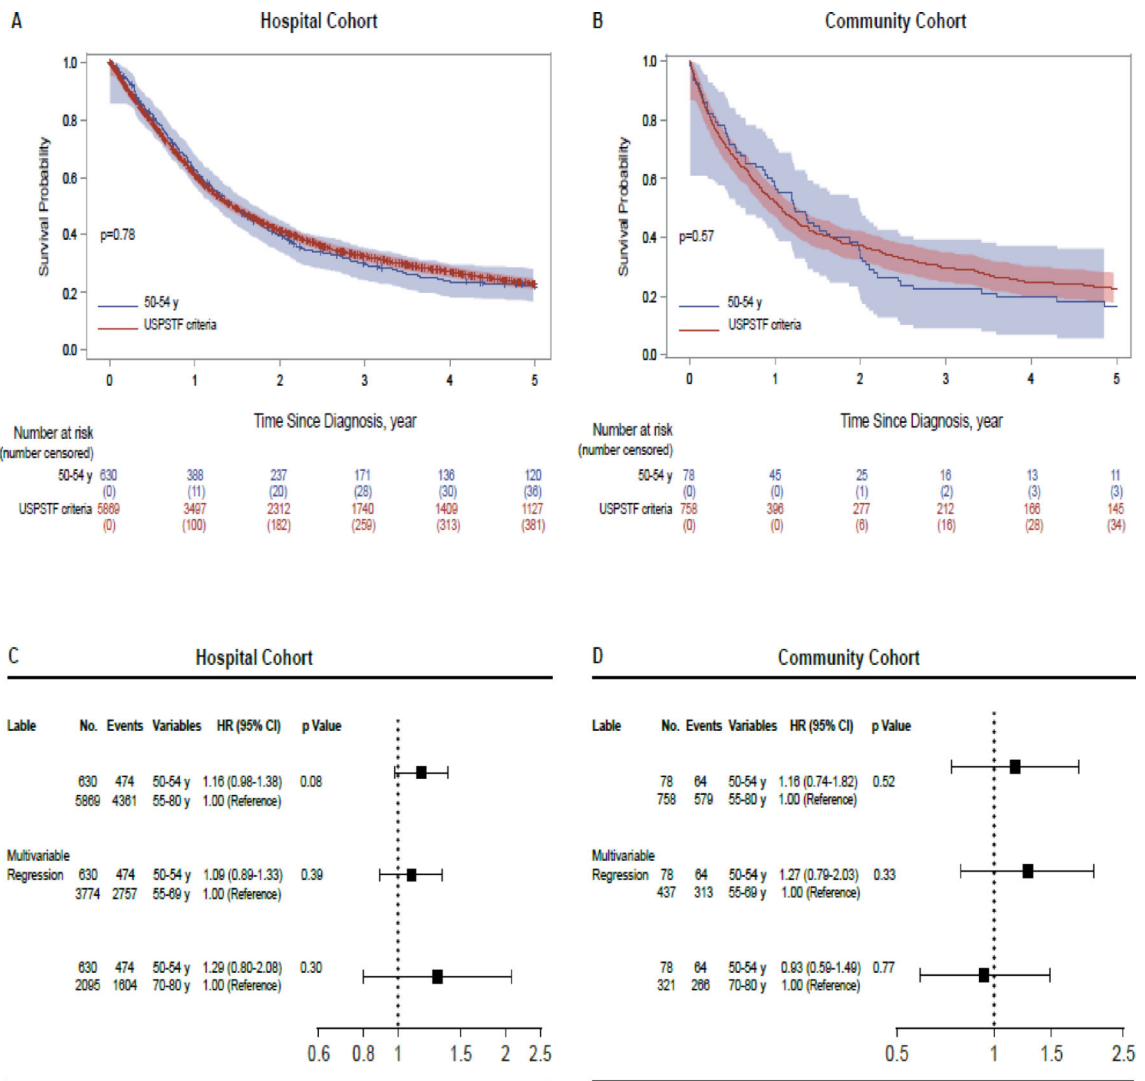 A Hospital Cohort
Survival Probability
1.0
0.8
0.6
0.4
0.2
0.0
p=0.78
50-54 y
USPSTF criteria
0 1 2 3 4 5
Time Since Diagnosis, year
Number at risk
(number censored)
50-54 y 630 388 237 171 136 120
(0) (11) (20) (28) (30) (36)
USPSTF criteria 5869 3497 2312 1740 1409 1127
(0) (100) (182) (259) (313) (381)
B Community Cohort
Survival Probability
1.0
0.8
0.6
0.4
0.2
0.0
p=0.57
50-54 y
USPSTF criteria
0 1 2 3 4 5
Time Since Diagnosis, year
Number at risk
(number censored)
50-54 y 78 45 25 16 13 11
(0) (0) (1) (2) (3) (3)
USPSTF criteria 758 396 277 212 166 145
(0) (0) (6) (16) (28) (34)
C Hospital Cohort
Lable No. Events Variables HR (95% CI) p Value
630 474 50-54 y 1.16 (0.98-1.38) 0.08
5869 4361 55-80 y 1.00 (Reference)
Multivariable
Regression 630 474 50-54 y 1.09 (0.89-1.33) 0.39
3774 2757 55-69 y 1.00 (Reference)
630 474 50-54 y 1.29 (0.80-2.08) 0.30
2095 1604 70-80 y 1.00 (Reference)
0.6 0.8 1 1.5 2 2.5
D Community Cohort
Lable No. Events Variables HR (95% CI) p Value
78 64 50-54 y 1.16 (0.74-1.82) 0.52
758 579 55-80 y 1.00 (Reference)
Multivariable
Regression 78 64 50-54 y 1.27 (0.79-2.03) 0.33
437 313 55-69 y 1.00 (Reference)
78 64 50-54 y 0.93 (0.59-1.49) 0.77
321 266 70-80 y 1.00 (Reference)
0.5 1 1.5 2.5